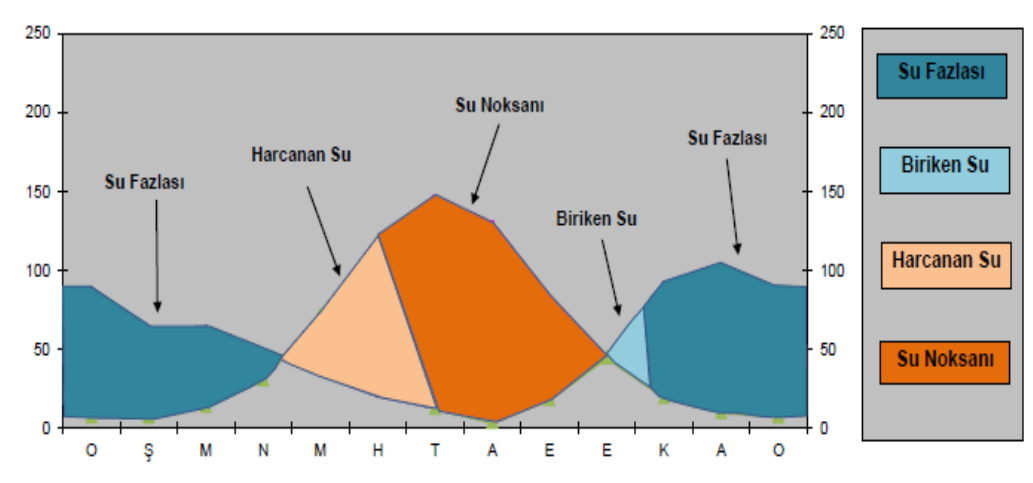 250
200
150
100
50
0
250
200
150
100
50
0
Su Fazlası
Harcanan Su
Su Noksanı
Biriken Su
Su Fazlası
O Ş M N M H T A E E K A O
Su Fazlası
Biriken Su
Harcanan Su
Su Noksanı